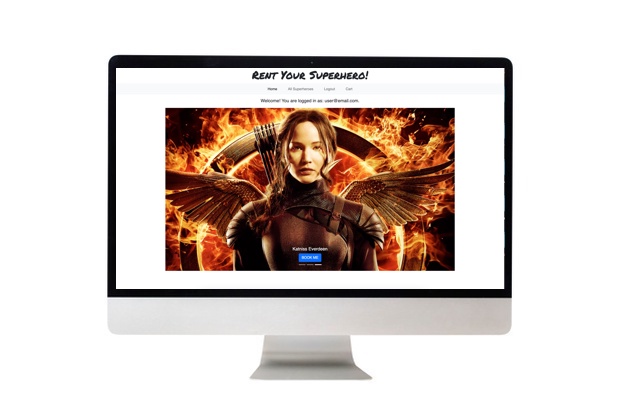 Rent Your Superhero!
Home All Superheroes Logout Cart
Welcome! You are logged in as: user@email.com.
Katniss Everdeen
BOOK ME